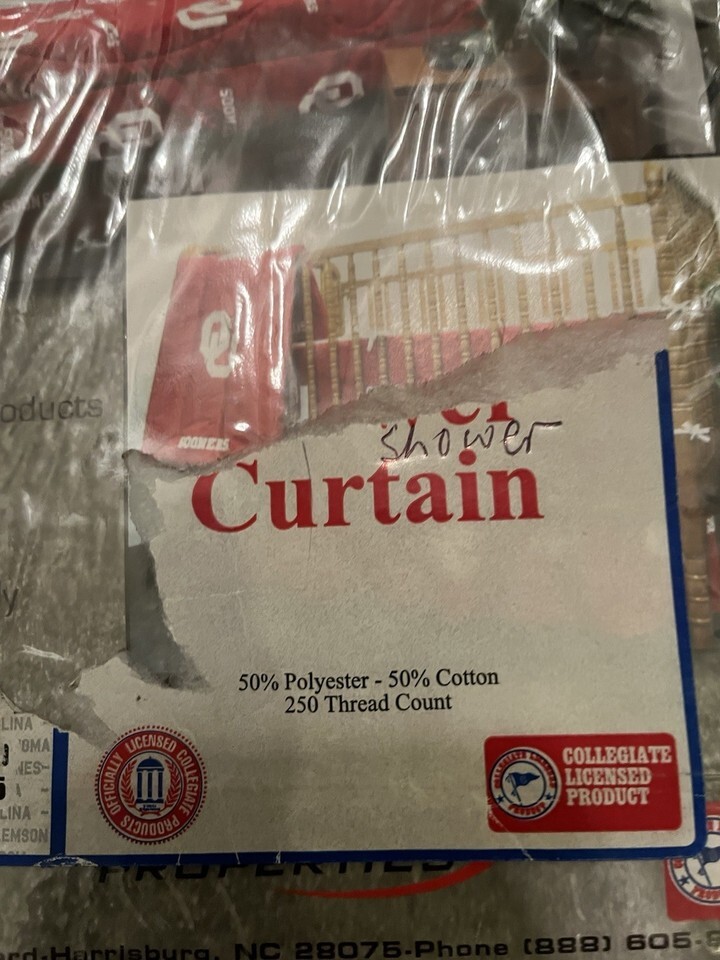 SOONERS
oducts
shower
Curtain
50% Polyester - 50% Cotton
250 Thread Count
LINA
OMA
NES-
LINA -
EMSON
OFFICIALLY LICENSED COLLEGIATE PRODUCTS
COLLEGIATE
LICENSED
PRODUCT
PROPERTIES
rd-Harrisburg, NC 28075-Phone (888) 605-